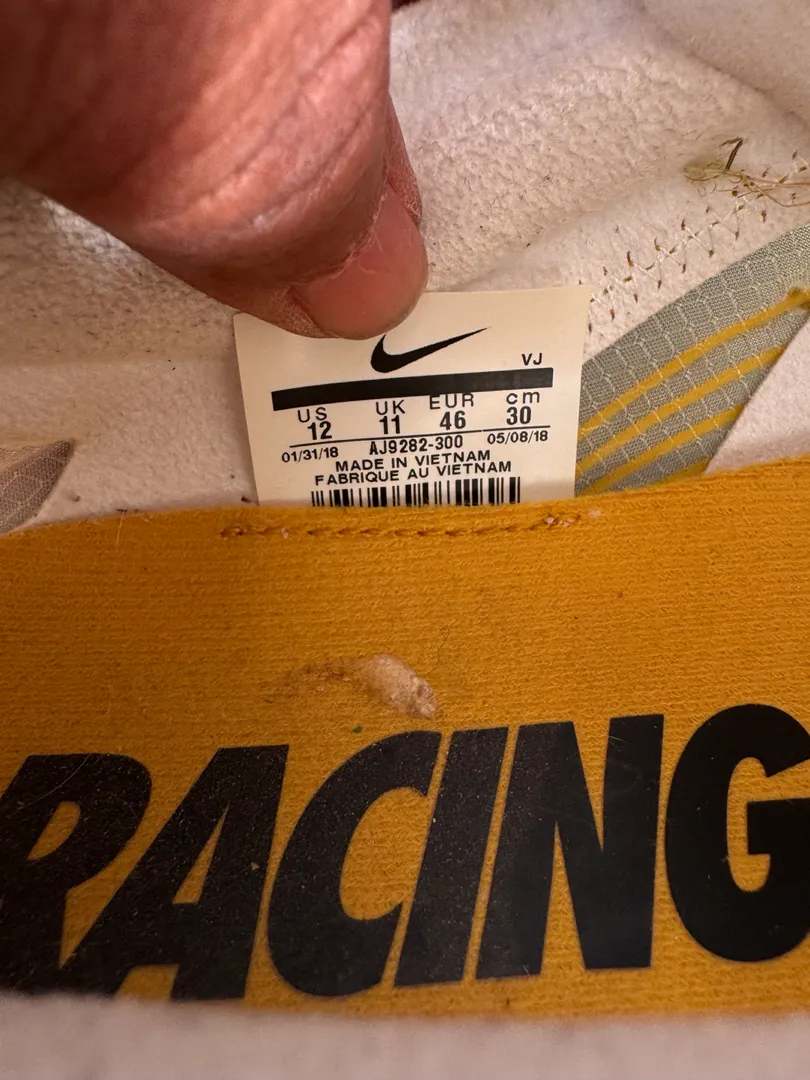 VJ
US UK EUR cm
12 11 46 30
01/31/18 AJ9282-300 05/08/18
MADE IN VIETNAM
FABRIQUE AU VIETNAM
RACING